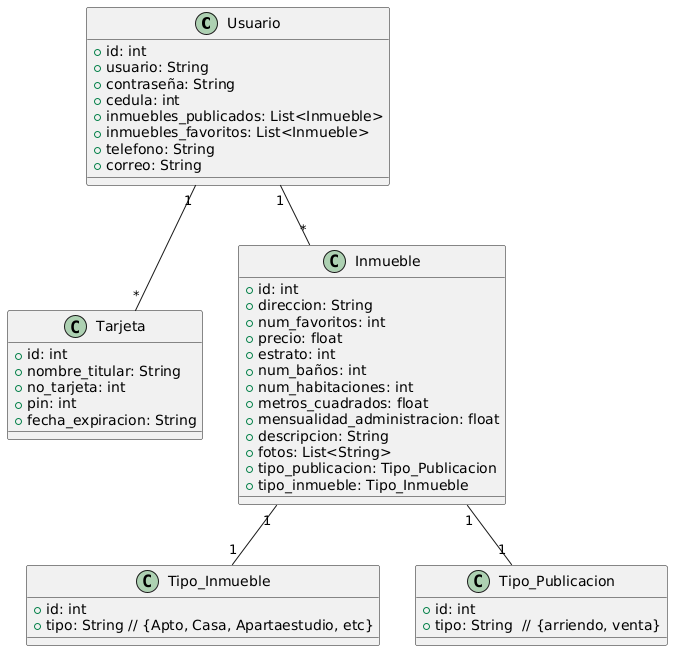 C Usuario
id: int
usuario: String
contraseña: String
cedula: int
inmuebles_publicados: List<Inmueble>
inmuebles_favoritos: List<Inmueble>
telefono: String
correo: String
1
1
*
*
C Inmueble
id: int
direccion: String
num_favoritos: int
precio: float
estrato: int
num_baños: int
num_habitaciones: int
metros_cuadrados: float
mensualidad_administracion: float
descripcion: String
fotos: List<String>
tipo_publicacion: Tipo_Publicacion
tipo_inmueble: Tipo_Inmueble
C Tarjeta
id: int
nombre_titular: String
no_tarjeta: int
pin: int
fecha_expiracion: String
1
1
1
1
C Tipo_Inmueble
id: int
tipo: String // {Apto, Casa, Apartaestudio, etc}
C Tipo_Publicacion
id: int
tipo: String  // {arriendo, venta}